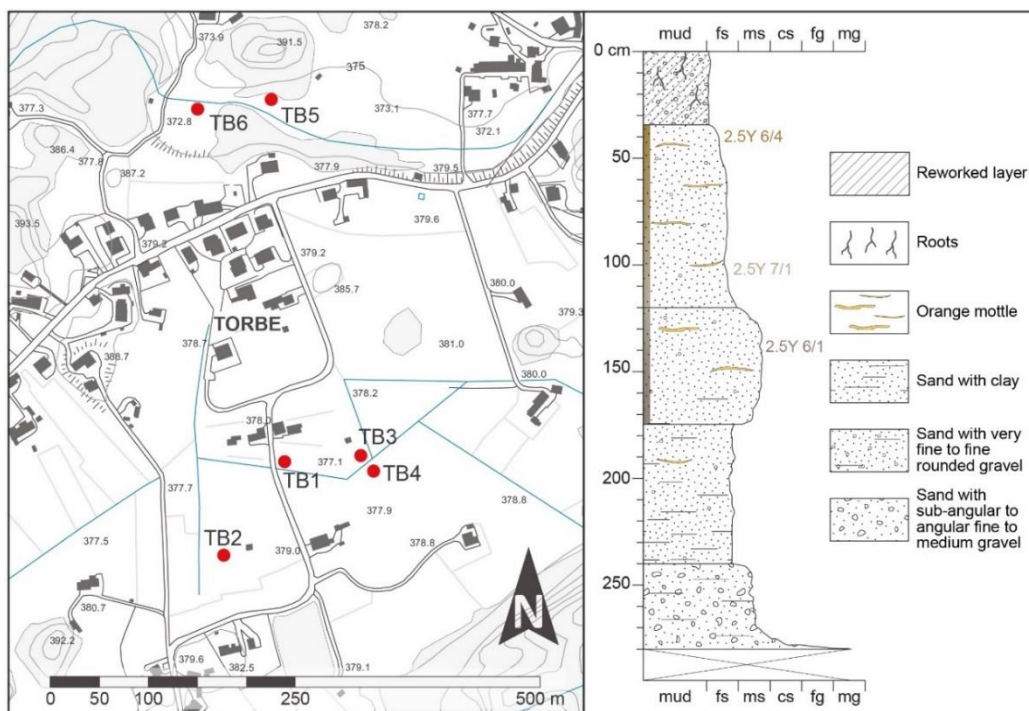 378.2
373.9
391.5
375
373.1
377.7
372.1
377.3
372.8
TB6
TB5
386.4
377.8
387.2
377.9
379.5
393.5
379.2
379.6
379.2
385.7
380.0
379.3
TORBE
378.7
381.0
388.7
380.0
378.2
378.0
TB3
377.1
TB1
TB4
377.7
377.9
378.8
377.5
TB2
379.0
378.8
380.7
392.2
N
379.6
382.5
379.1
0
50
100
250
500 m
mud
fs
ms
cs
fg
mg
0 cm
50
100
150
200
250
2.5Y 6/4
2.5Y 7/1
2.5Y 6/1
mud
fs
ms
cs
fg
mg
Reworked layer
Roots
Orange mottle
Sand with clay
Sand with very
fine to fine
rounded gravel
Sand with
sub-angular to
angular fine to
medium gravel